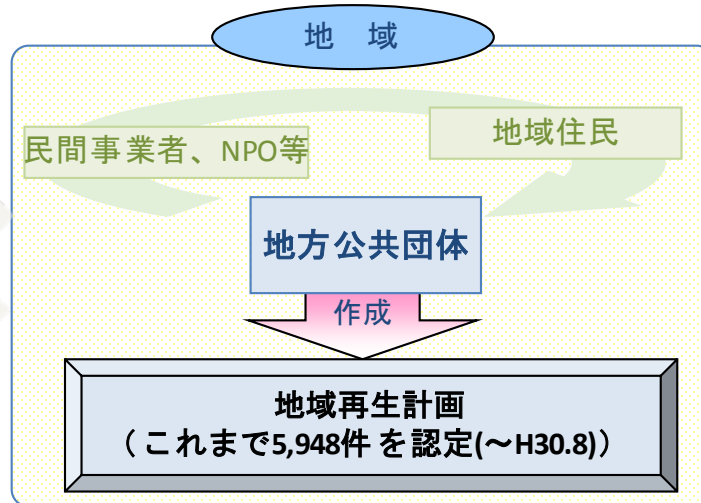 地　域
民間事業者、NPO等
地域住民
地方公共団体
作成
地域再生計画
（これまで5,948件 を認定(～H30.8)）